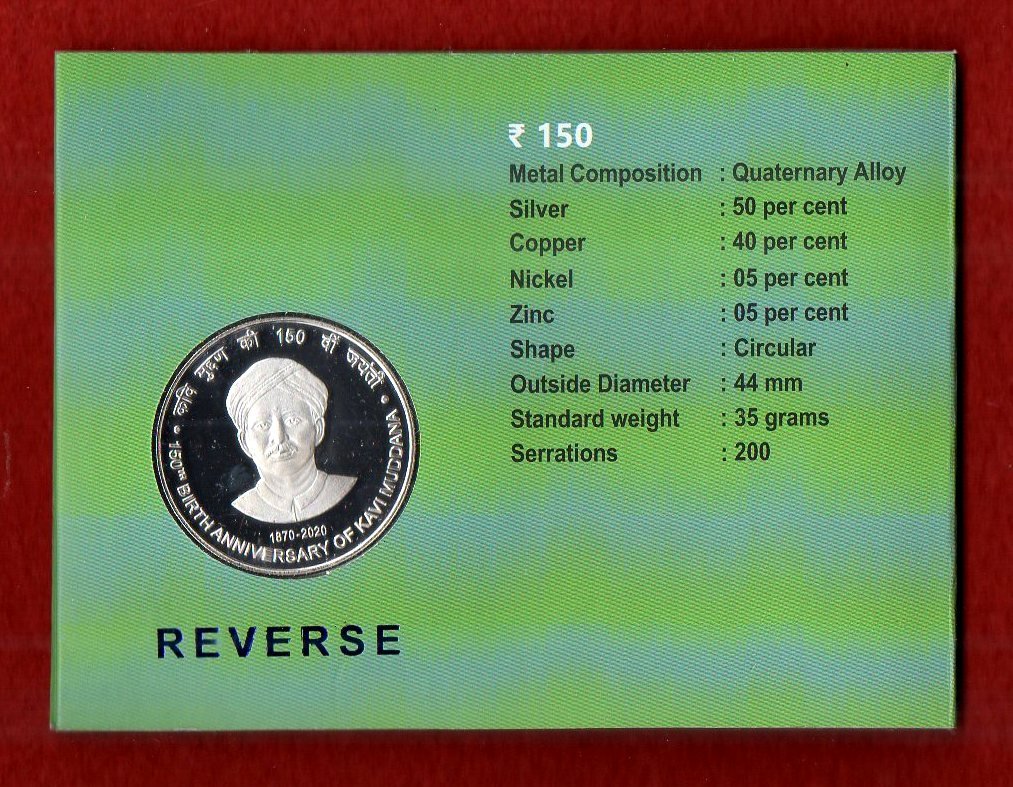 ₹ 150
Metal Composition : Quaternary Alloy
Silver : 50 per cent
Copper : 40 per cent
Nickel : 05 per cent
Zinc : 05 per cent
Shape : Circular
Outside Diameter : 44 mm
Standard weight : 35 grams
Serrations : 200
कवि मुद्दण की 150 वीं जयंती
1870-2020
150TH BIRTH ANNIVERSARY OF KAVI MUDDANA
REVERSE